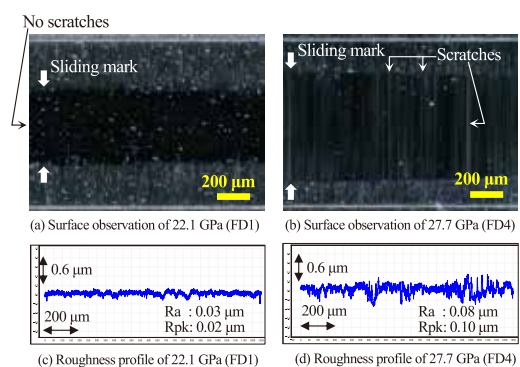 No scratches
Sliding mark
200 μm
(a) Surface observation of 22.1 GPa (FD1)
Sliding mark
Scratches
200 μm
(b) Surface observation of 27.7 GPa (FD4)
0.6 μm
200 μm
Ra : 0.03 μm
Rpk: 0.02 μm
(c) Roughness profile of 22.1 GPa (FD1)
0.6 μm
200 μm
Ra : 0.08 μm
Rpk: 0.10 μm
(d) Roughness profile of 27.7 GPa (FD4)